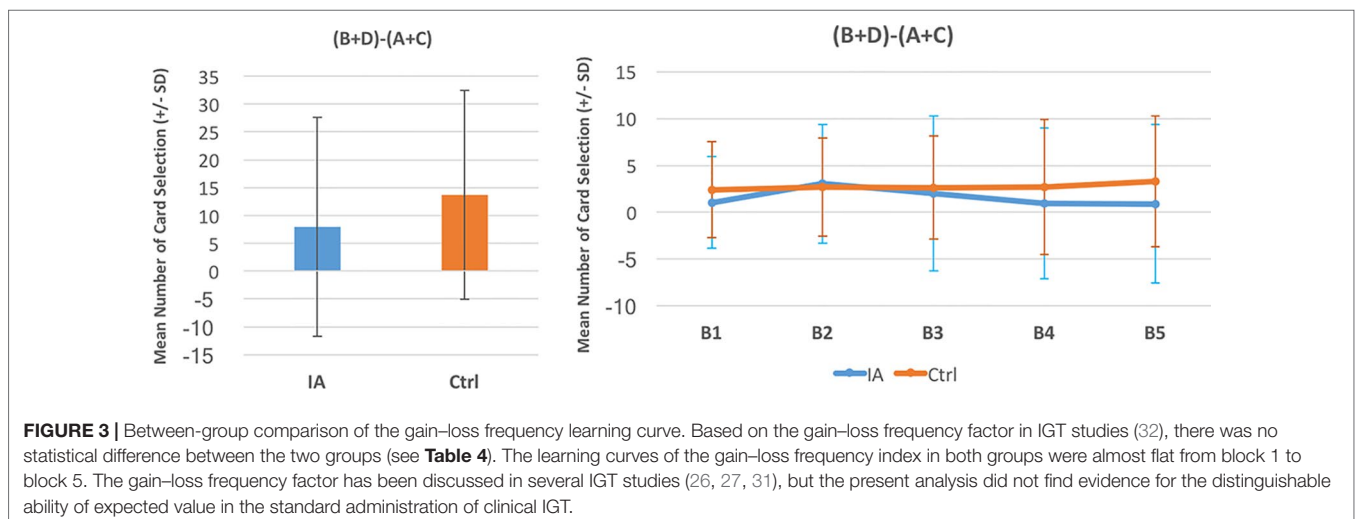 (B+D)-(A+C)
Mean Number of Card Selection (+/- SD)
35
30
25
20
15
10
5
0
-5
-10
-15
IA
Ctrl
(B+D)-(A+C)
Mean Number of Card Selection (+/- SD)
15
10
5
0
-5
-10
B1 B2 B3 B4 B5
IA Ctrl
FIGURE 3 | Between-group comparison of the gain–loss frequency learning curve. Based on the gain–loss frequency factor in IGT studies (32), there was no
statistical difference between the two groups (see Table 4). The learning curves of the gain–loss frequency index in both groups were almost flat from block 1 to
block 5. The gain–loss frequency factor has been discussed in several IGT studies (26, 27, 31), but the present analysis did not find evidence for the distinguishable
ability of expected value in the standard administration of clinical IGT.